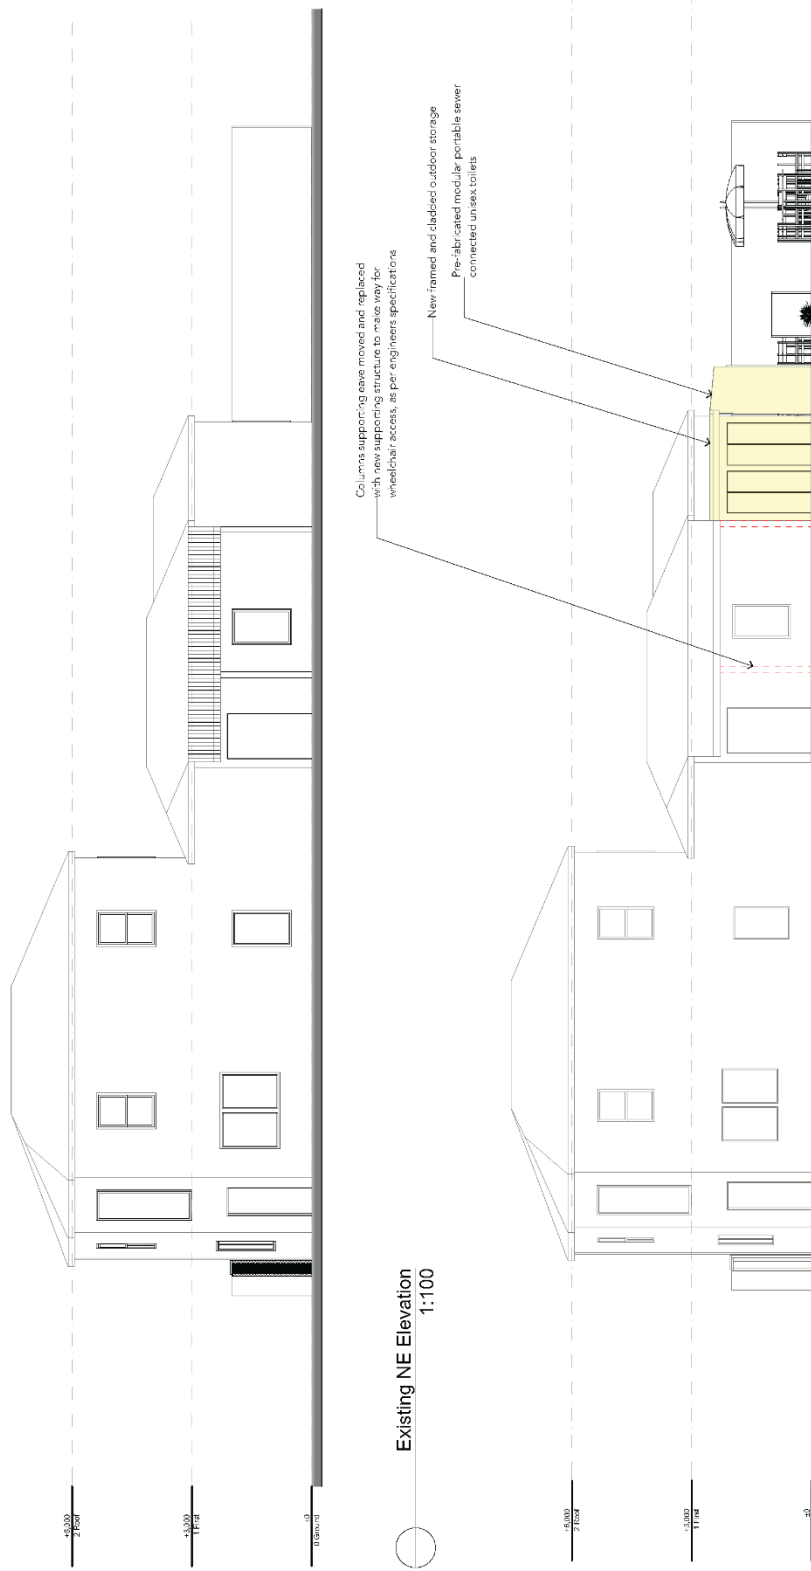 +6,000
2 Roof
+3,000
1 First
±0
0 Ground
Existing NE Elevation
1:100
Columns supporting eave moved and replaced
with new supporting structure to make way for
wheelchair access, as per engineers specifications
New framed and cladded outdoor storage
Pre-fabricated modular portable sewer
connected unisex toilets
+6,000
2 Roof
+3,000
1 First
±0